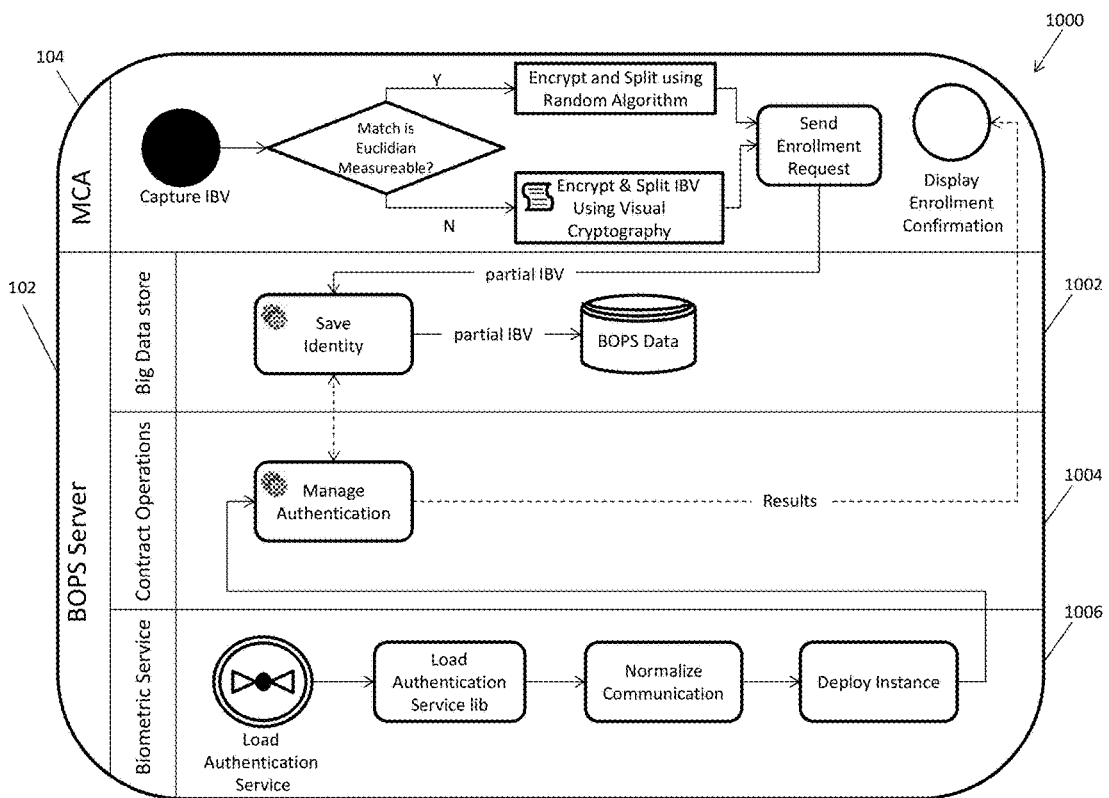 1000
104
MCA
Capture IBV
Match is
Euclidian
Measureable?
Y
N
Encrypt and Split using
Random Algorithm
Encrypt & Split IBV
Using Visual
Cryptography
Send
Enrollment
Request
Display
Enrollment
Confirmation
102
BOPS Server
Big Data store
partial IBV
Save
Identity
partial IBV
BOPS Data
1002
Contract Operations
Manage
Authentication
Results
1004
Biometric Service
Load
Authentication
Service
Load
Authentication
Service lib
Normalize
Communication
Deploy Instance
1006